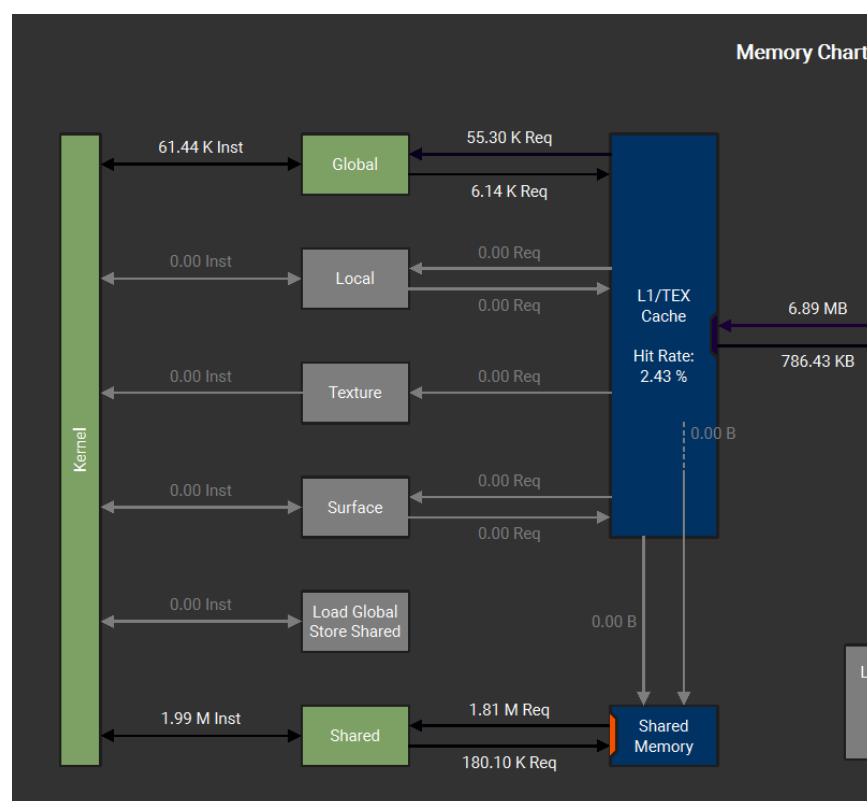 Memory Chart
61.44 K Inst
Global
55.30 K Req
6.14 K Req
0.00 Inst
Local
0.00 Req
0.00 Req
L1/TEX
Cache
Hit Rate:
2.43 %
6.89 MB
786.43 KB
0.00 Inst
Texture
0.00 Req
0.00 B
Kernel
0.00 Inst
Surface
0.00 Req
0.00 Req
0.00 Inst
Load Global
Store Shared
0.00 B
L
1.99 M Inst
Shared
1.81 M Req
180.10 K Req
Shared
Memory